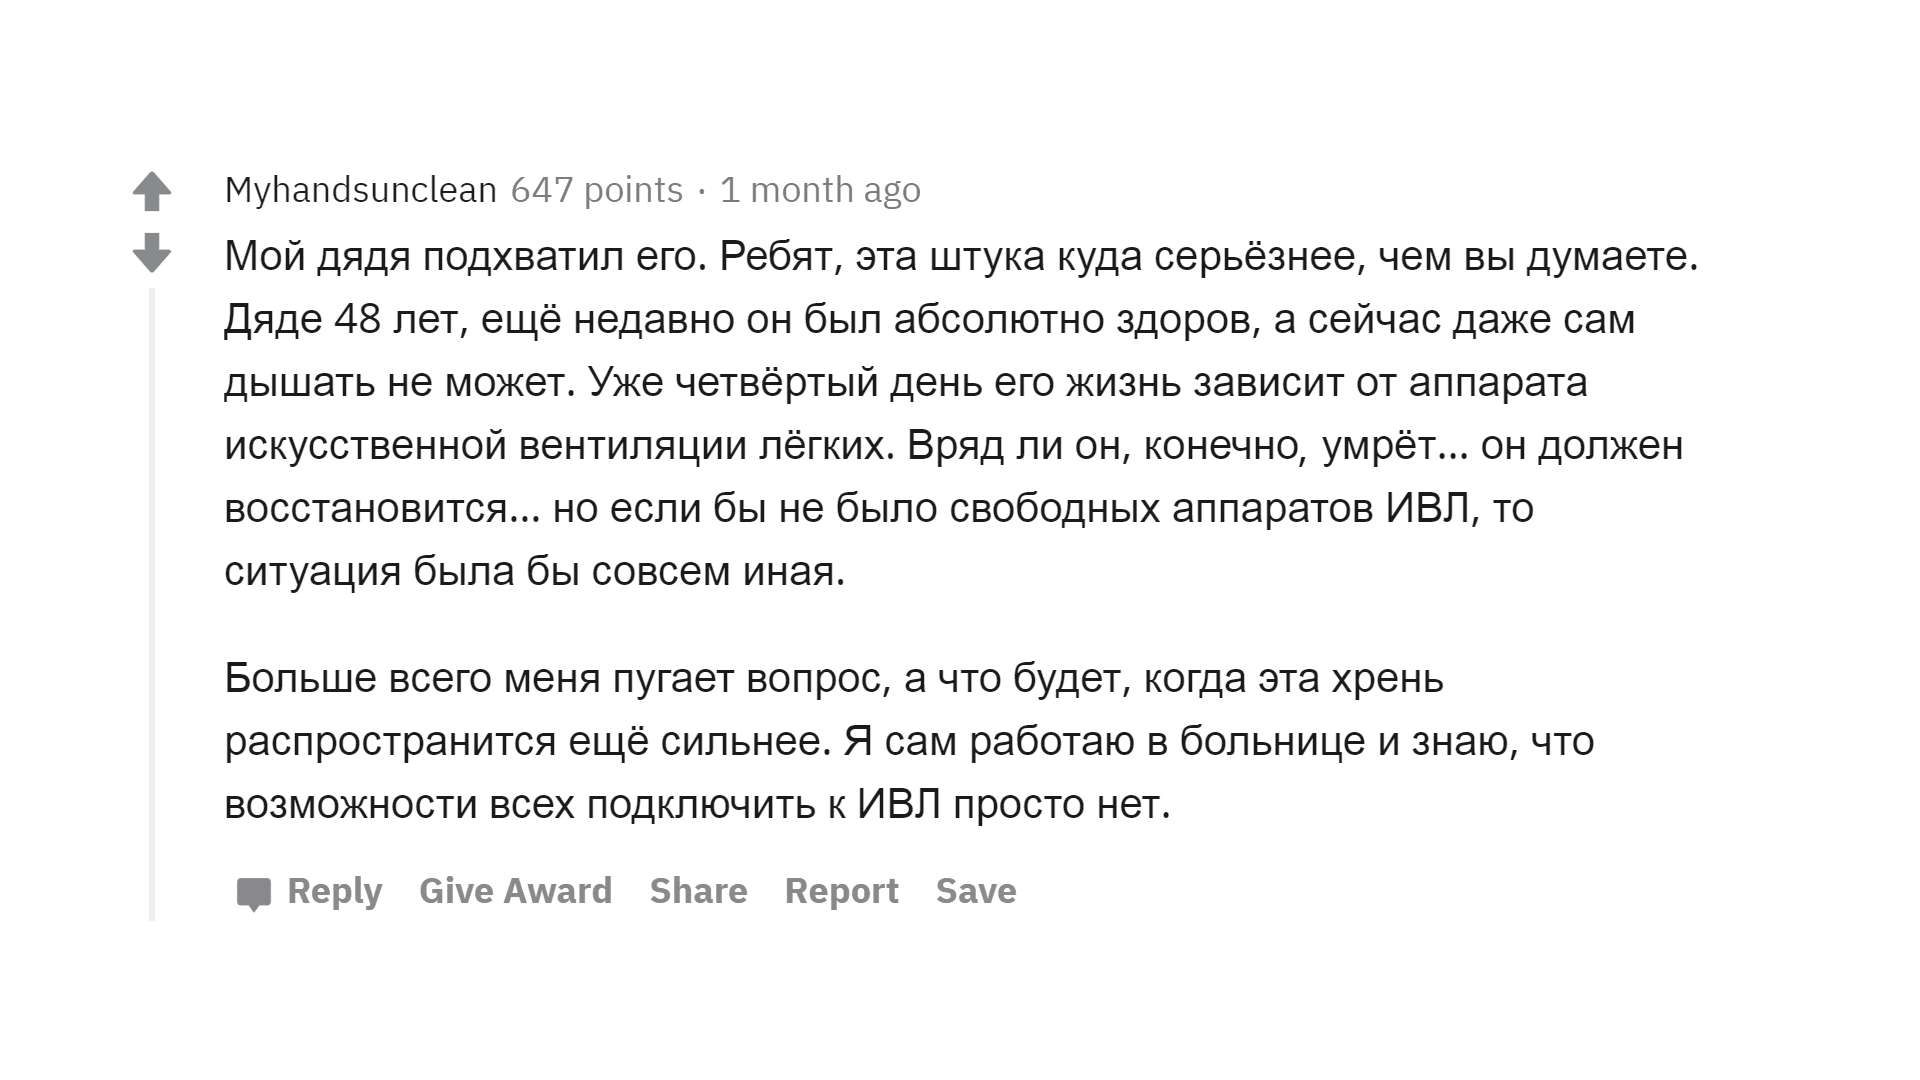 Myhandsunclean 647 points · 1 month ago
Мой дядя подхватил его. Ребят, эта штука куда серьёзнее, чем вы думаете.
Дяде 48 лет, ещё недавно он был абсолютно здоров, а сейчас даже сам
дышать не может. Уже четвёртый день его жизнь зависит от аппарата
искусственной вентиляции лёгких. Вряд ли он, конечно, умрёт... он должен
восстановится... но если бы не было свободных аппаратов ИВЛ, то
ситуация была бы совсем иная.
Больше всего меня пугает вопрос, а что будет, когда эта хрень
распространится ещё сильнее. Я сам работаю в больнице и знаю, что
возможности всех подключить к ИВЛ просто нет.
Reply Give Award Share Report Save